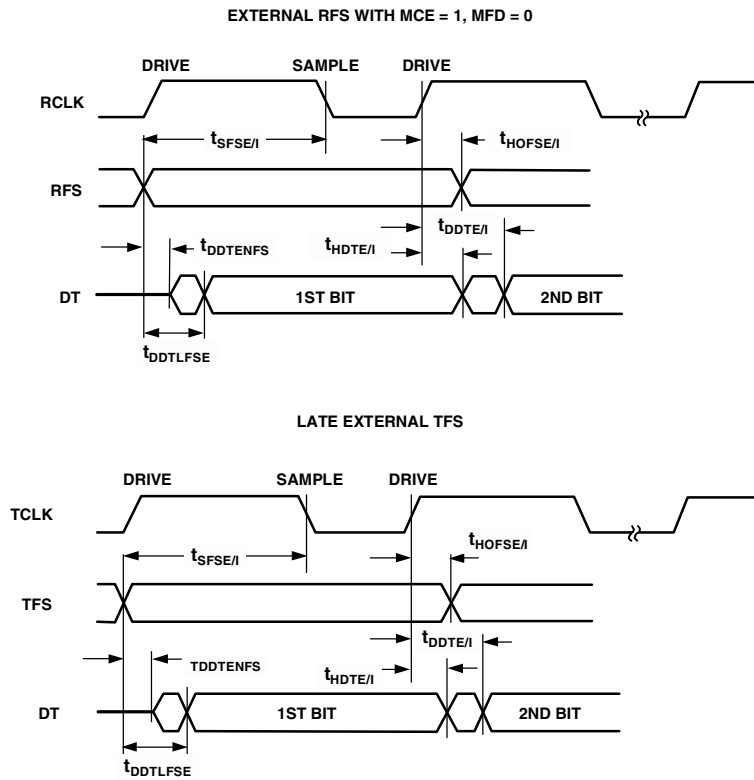 EXTERNAL RFS WITH MCE = 1, MFD = 0
DRIVE SAMPLE DRIVE
RCLK
tSFSE/I tHOFSE/I
RFS
tDDTE/I
tDDTENFS tHDTE/I
DT 1ST BIT 2ND BIT
tDDTLFSE
LATE EXTERNAL TFS
DRIVE SAMPLE DRIVE
TCLK
tSFSE/I tHOFSE/I
TFS
tDDTE/I
TDDTENFS tHDTE/I
DT 1ST BIT 2ND BIT
tDDTLFSE